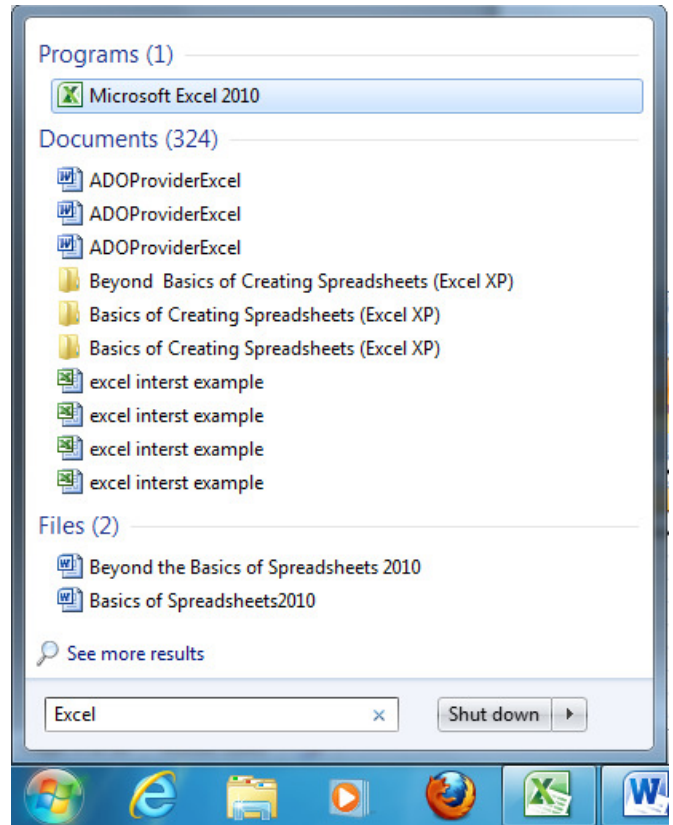 Programs (1)
Microsoft Excel 2010
Documents (324)
ADOProviderExcel
ADOProviderExcel
ADOProviderExcel
Beyond  Basics of Creating Spreadsheets (Excel XP)
Basics of Creating Spreadsheets (Excel XP)
Basics of Creating Spreadsheets (Excel XP)
excel interst example
excel interst example
excel interst example
excel interst example
Files (2)
Beyond the Basics of Spreadsheets 2010
Basics of Spreadsheets2010
See more results
Excel
Shut down